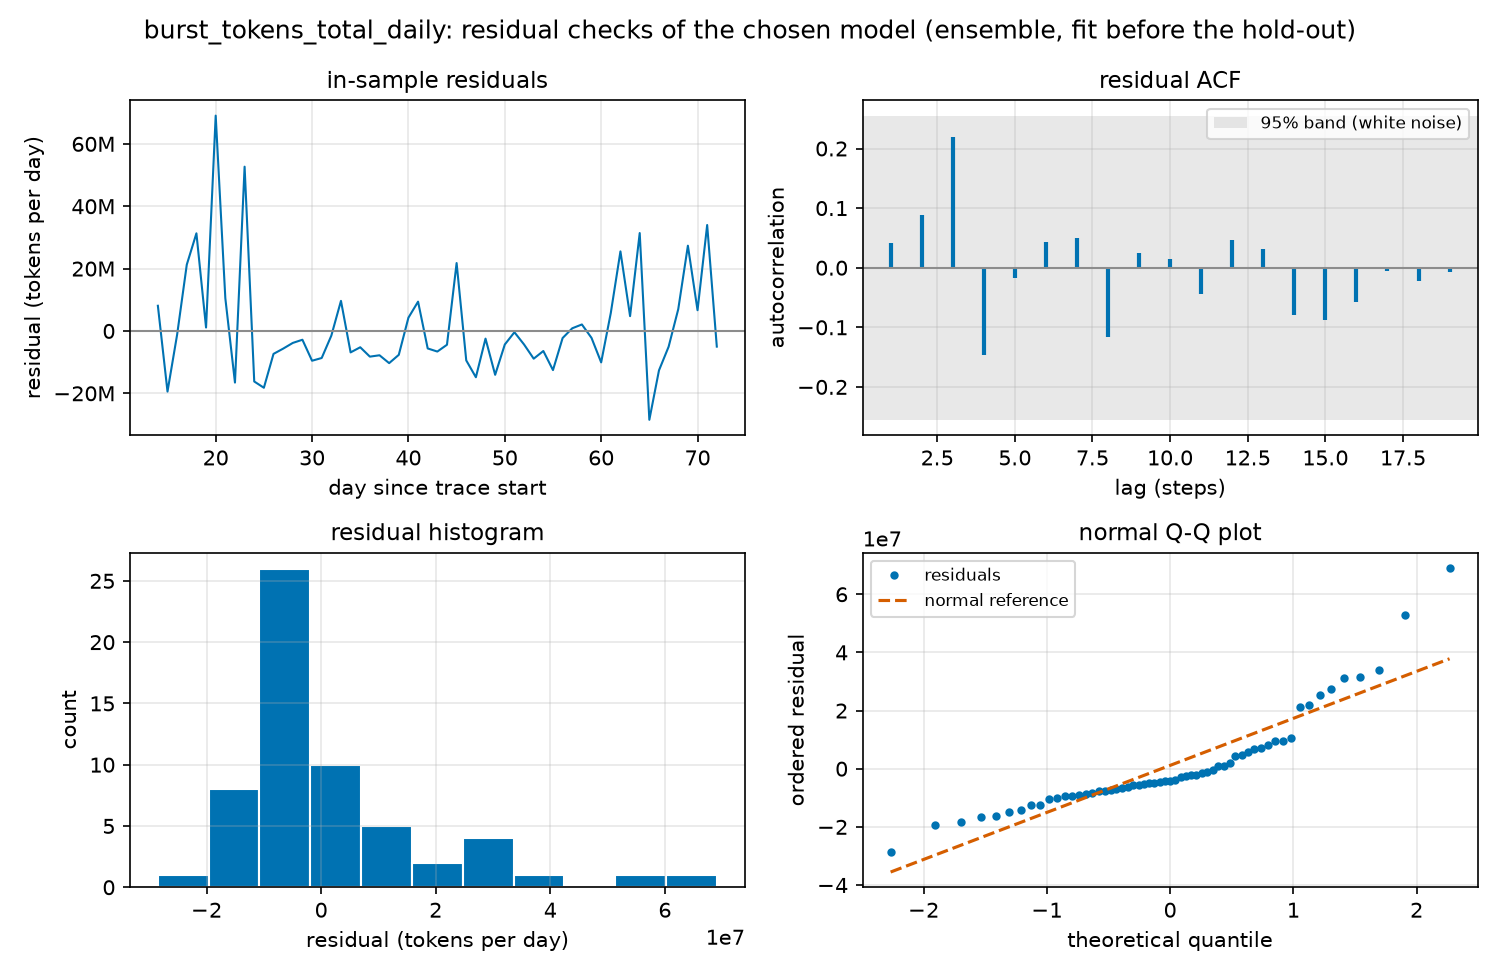 burst_tokens_total_daily: residual checks of the chosen model (ensemble, fit before the hold-out)
in-sample residuals
residual (tokens per day)
60M
40M
20M
0
−20M
20
30
40
50
60
70
day since trace start
residual ACF
95% band (white noise)
autocorrelation
0.2
0.1
0.0
−0.1
−0.2
2.5
5.0
7.5
10.0
12.5
15.0
17.5
lag (steps)
residual histogram
count
25
20
15
10
5
0
−2
0
2
4
6
1e7
residual (tokens per day)
normal Q-Q plot
1e7
residuals
normal reference
ordered residual
6
4
2
0
−2
−4
−2
−1
0
1
2
theoretical quantile